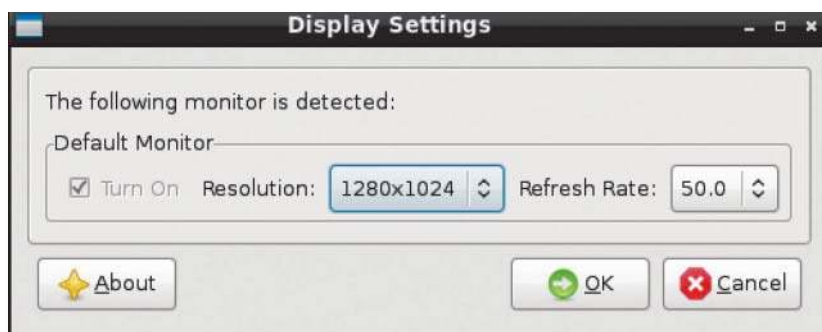 Display Settings
The following monitor is detected:
Default Monitor
Turn On Resolution: 1280x1024 Refresh Rate: 50.0
About OK Cancel